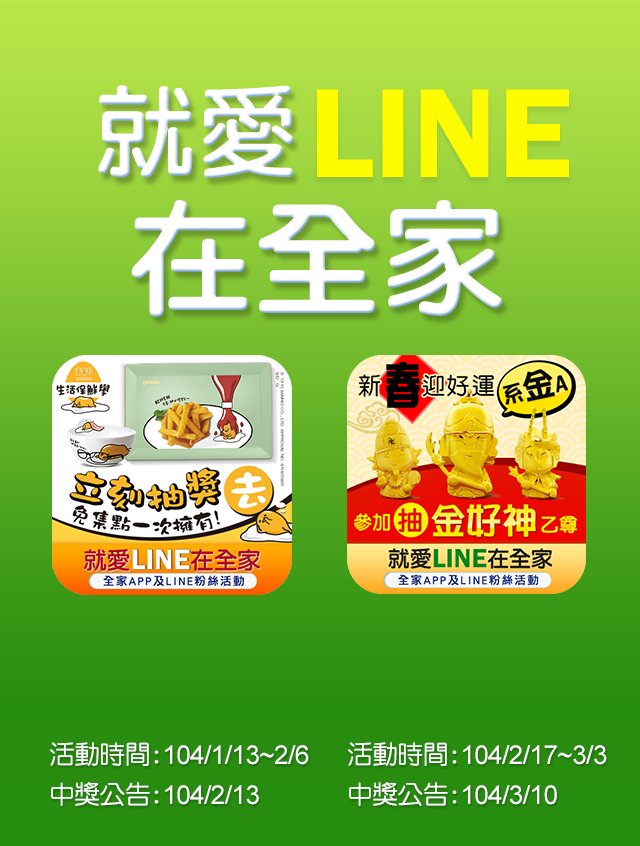 就愛LINE
在全家
生活保鮮學
立刻抽獎 去
免集點一次擁有!
就愛LINE在全家
全家APP及LINE粉絲活動
新春迎好運
系金A
參加抽金好神乙尊
就愛LINE在全家
全家APP及LINE粉絲活動
活動時間:104/1/13~2/6
中獎公告:104/2/13
活動時間:104/2/17~3/3
中獎公告:104/3/10